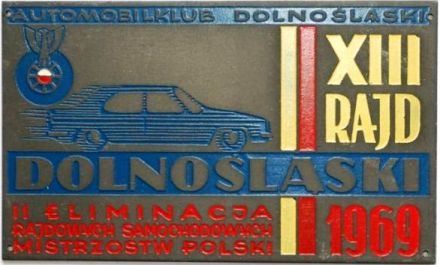 AUTOMOBILKLUB DOLNOŚLĄSKI
XIII
RAJD
DOLNOŚLĄSKI
II ELIMINACJA
RAJDOWYCH SAMOCHODOWYCH
MISTRZOSTW POLSKI
1969